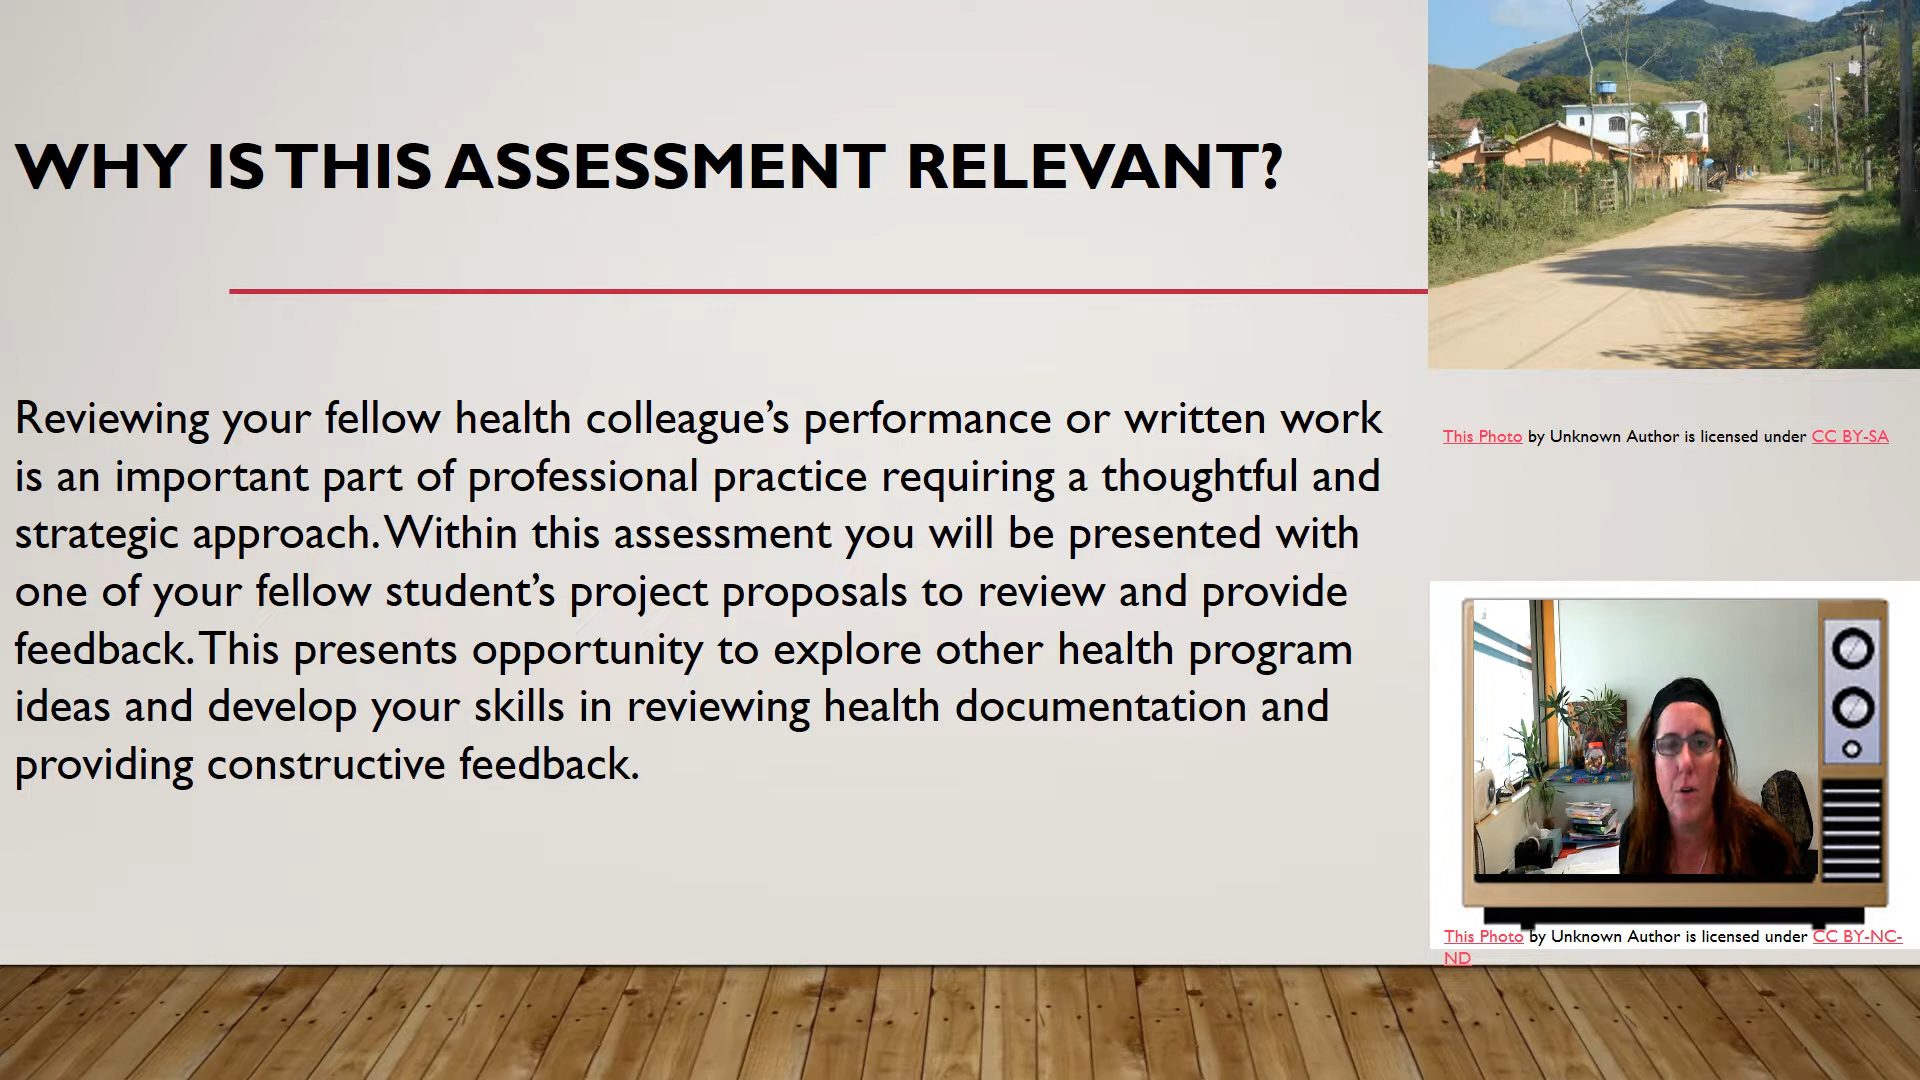 WHY IS THIS ASSESSMENT RELEVANT?
Reviewing your fellow health colleague’s performance or written work
is an important part of professional practice requiring a thoughtful and
strategic approach. Within this assessment you will be presented with
one of your fellow student’s project proposals to review and provide
feedback. This presents opportunity to explore other health program
ideas and develop your skills in reviewing health documentation and
providing constructive feedback.
This Photo by Unknown Author is licensed under CC BY-SA
This Photo by Unknown Author is licensed under CC BY-NC-
ND